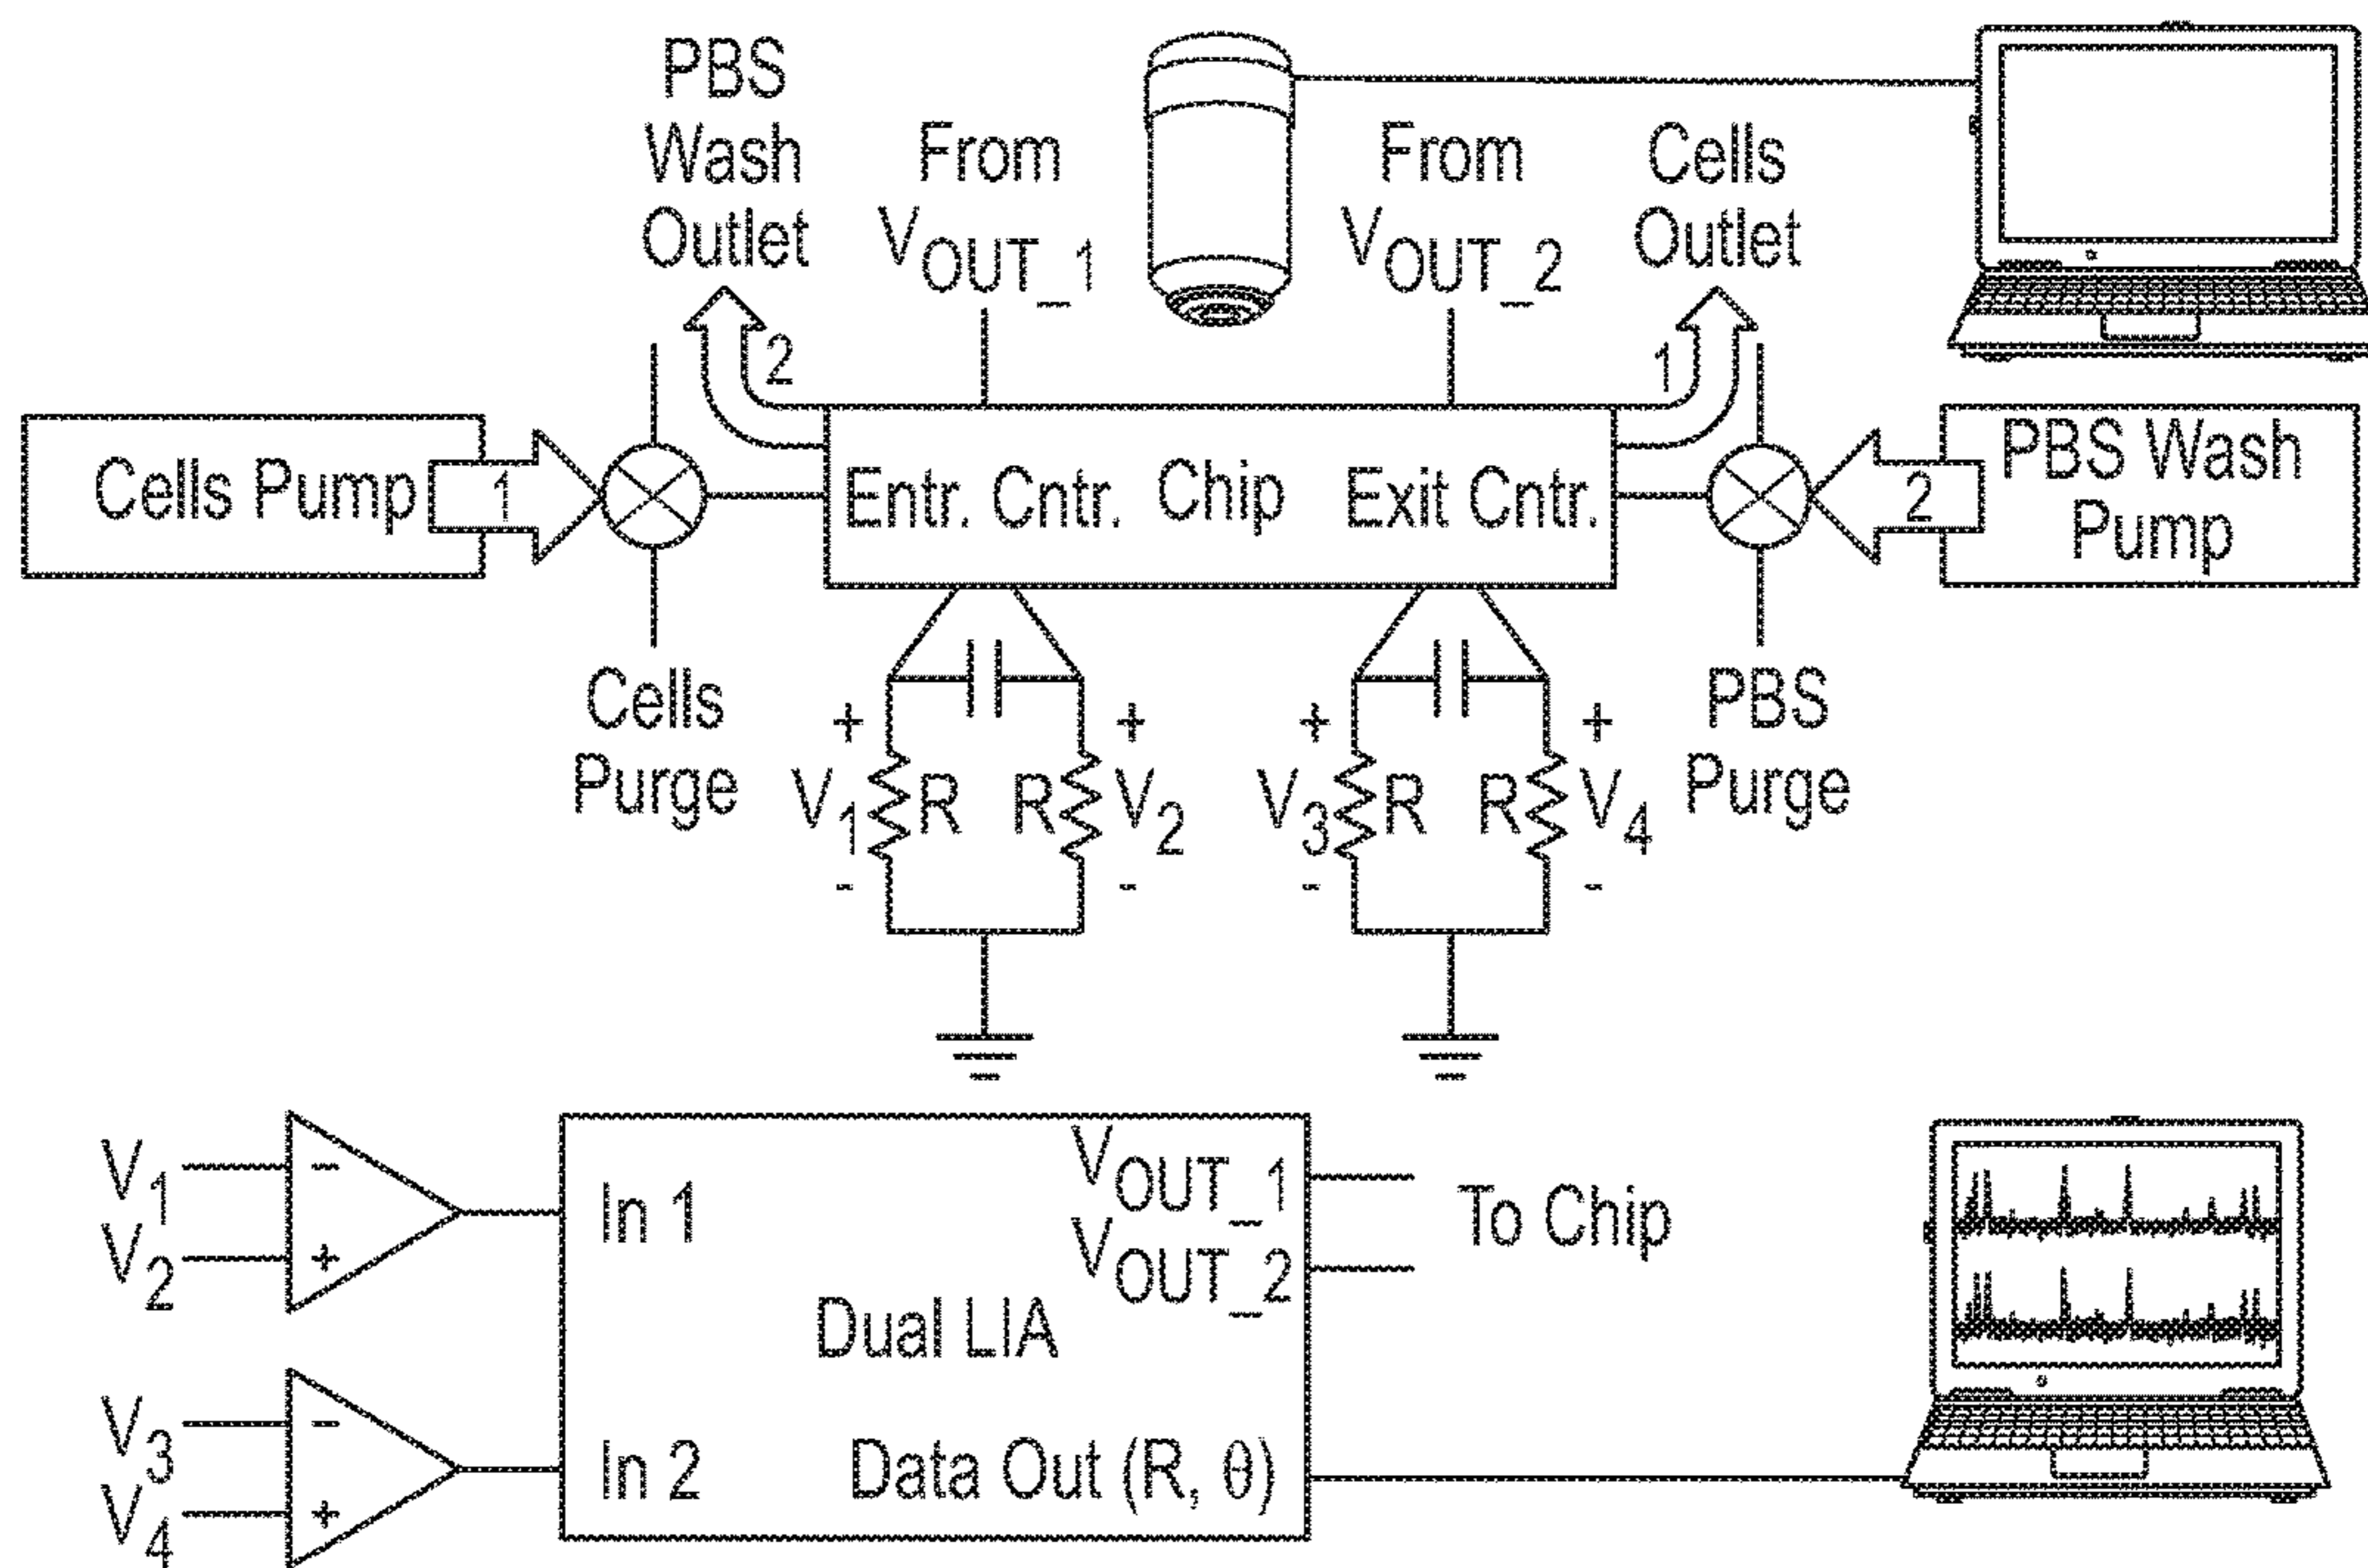 PBS
Wash
Outlet
From
VOUT_1
From
VOUT_2
Cells
Outlet
2
1
Cells Pump
1
Entr. Cntr.
Chip
Exit Cntr.
2
PBS Wash
Pump
Cells
Purge
+
+
+
+
V1
R
R
V2
V3
R
R
V4
-
-
-
-
PBS
Purge
V1
-
V2
+
In 1
VOUT_1
VOUT_2
To Chip
Dual LIA
V3
-
V4
+
In 2
Data Out (R, θ)